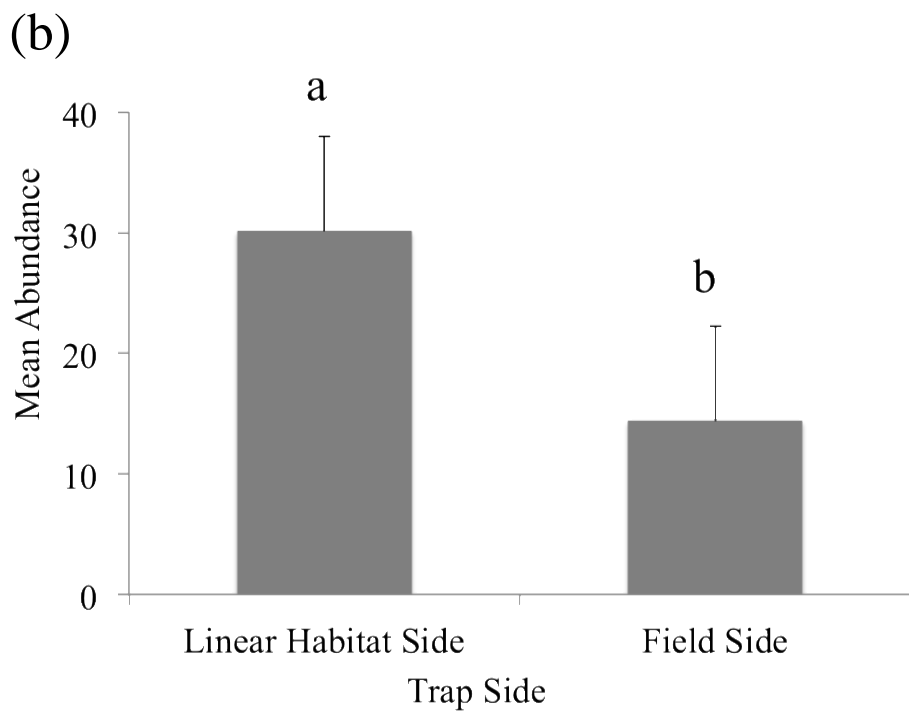 (b)
a
b
40
30
20
10
0
Mean Abundance
Linear Habitat Side
Field Side
Trap Side